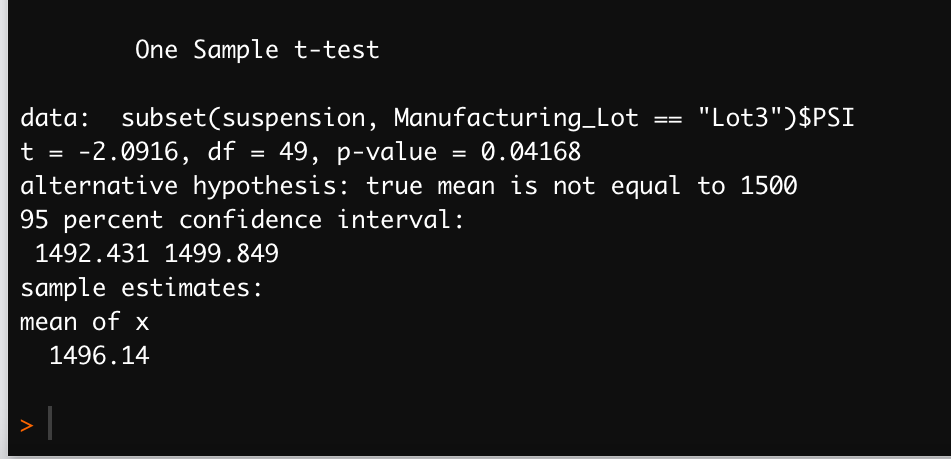 One Sample t-test
data:  subset(suspension, Manufacturing_Lot == "Lot3")$PSI
t = -2.0916, df = 49, p-value = 0.04168
alternative hypothesis: true mean is not equal to 1500
95 percent confidence interval:
 1492.431 1499.849
sample estimates:
mean of x
  1496.14
>